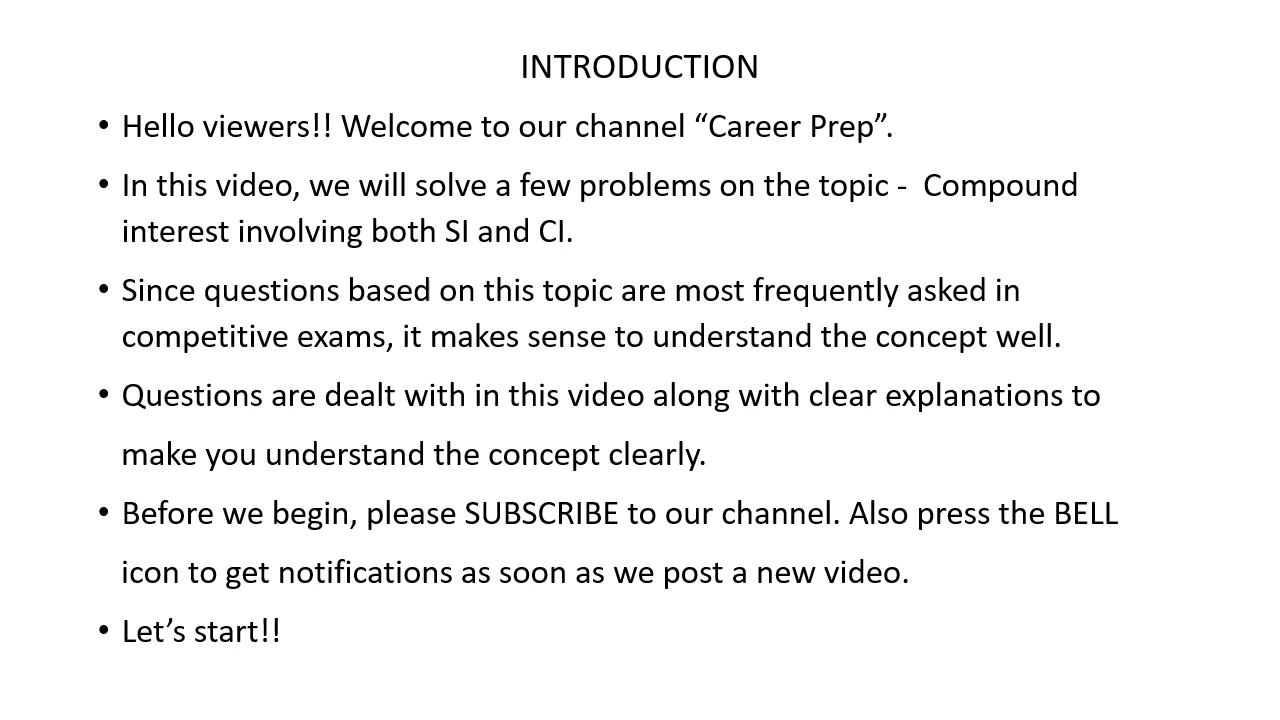 INTRODUCTION
• Hello viewers!! Welcome to our channel “Career Prep”.
• In this video, we will solve a few problems on the topic -  Compound
interest involving both SI and CI.
• Since questions based on this topic are most frequently asked in
competitive exams, it makes sense to understand the concept well.
• Questions are dealt with in this video along with clear explanations to
make you understand the concept clearly.
• Before we begin, please SUBSCRIBE to our channel. Also press the BELL
icon to get notifications as soon as we post a new video.
• Let’s start!!